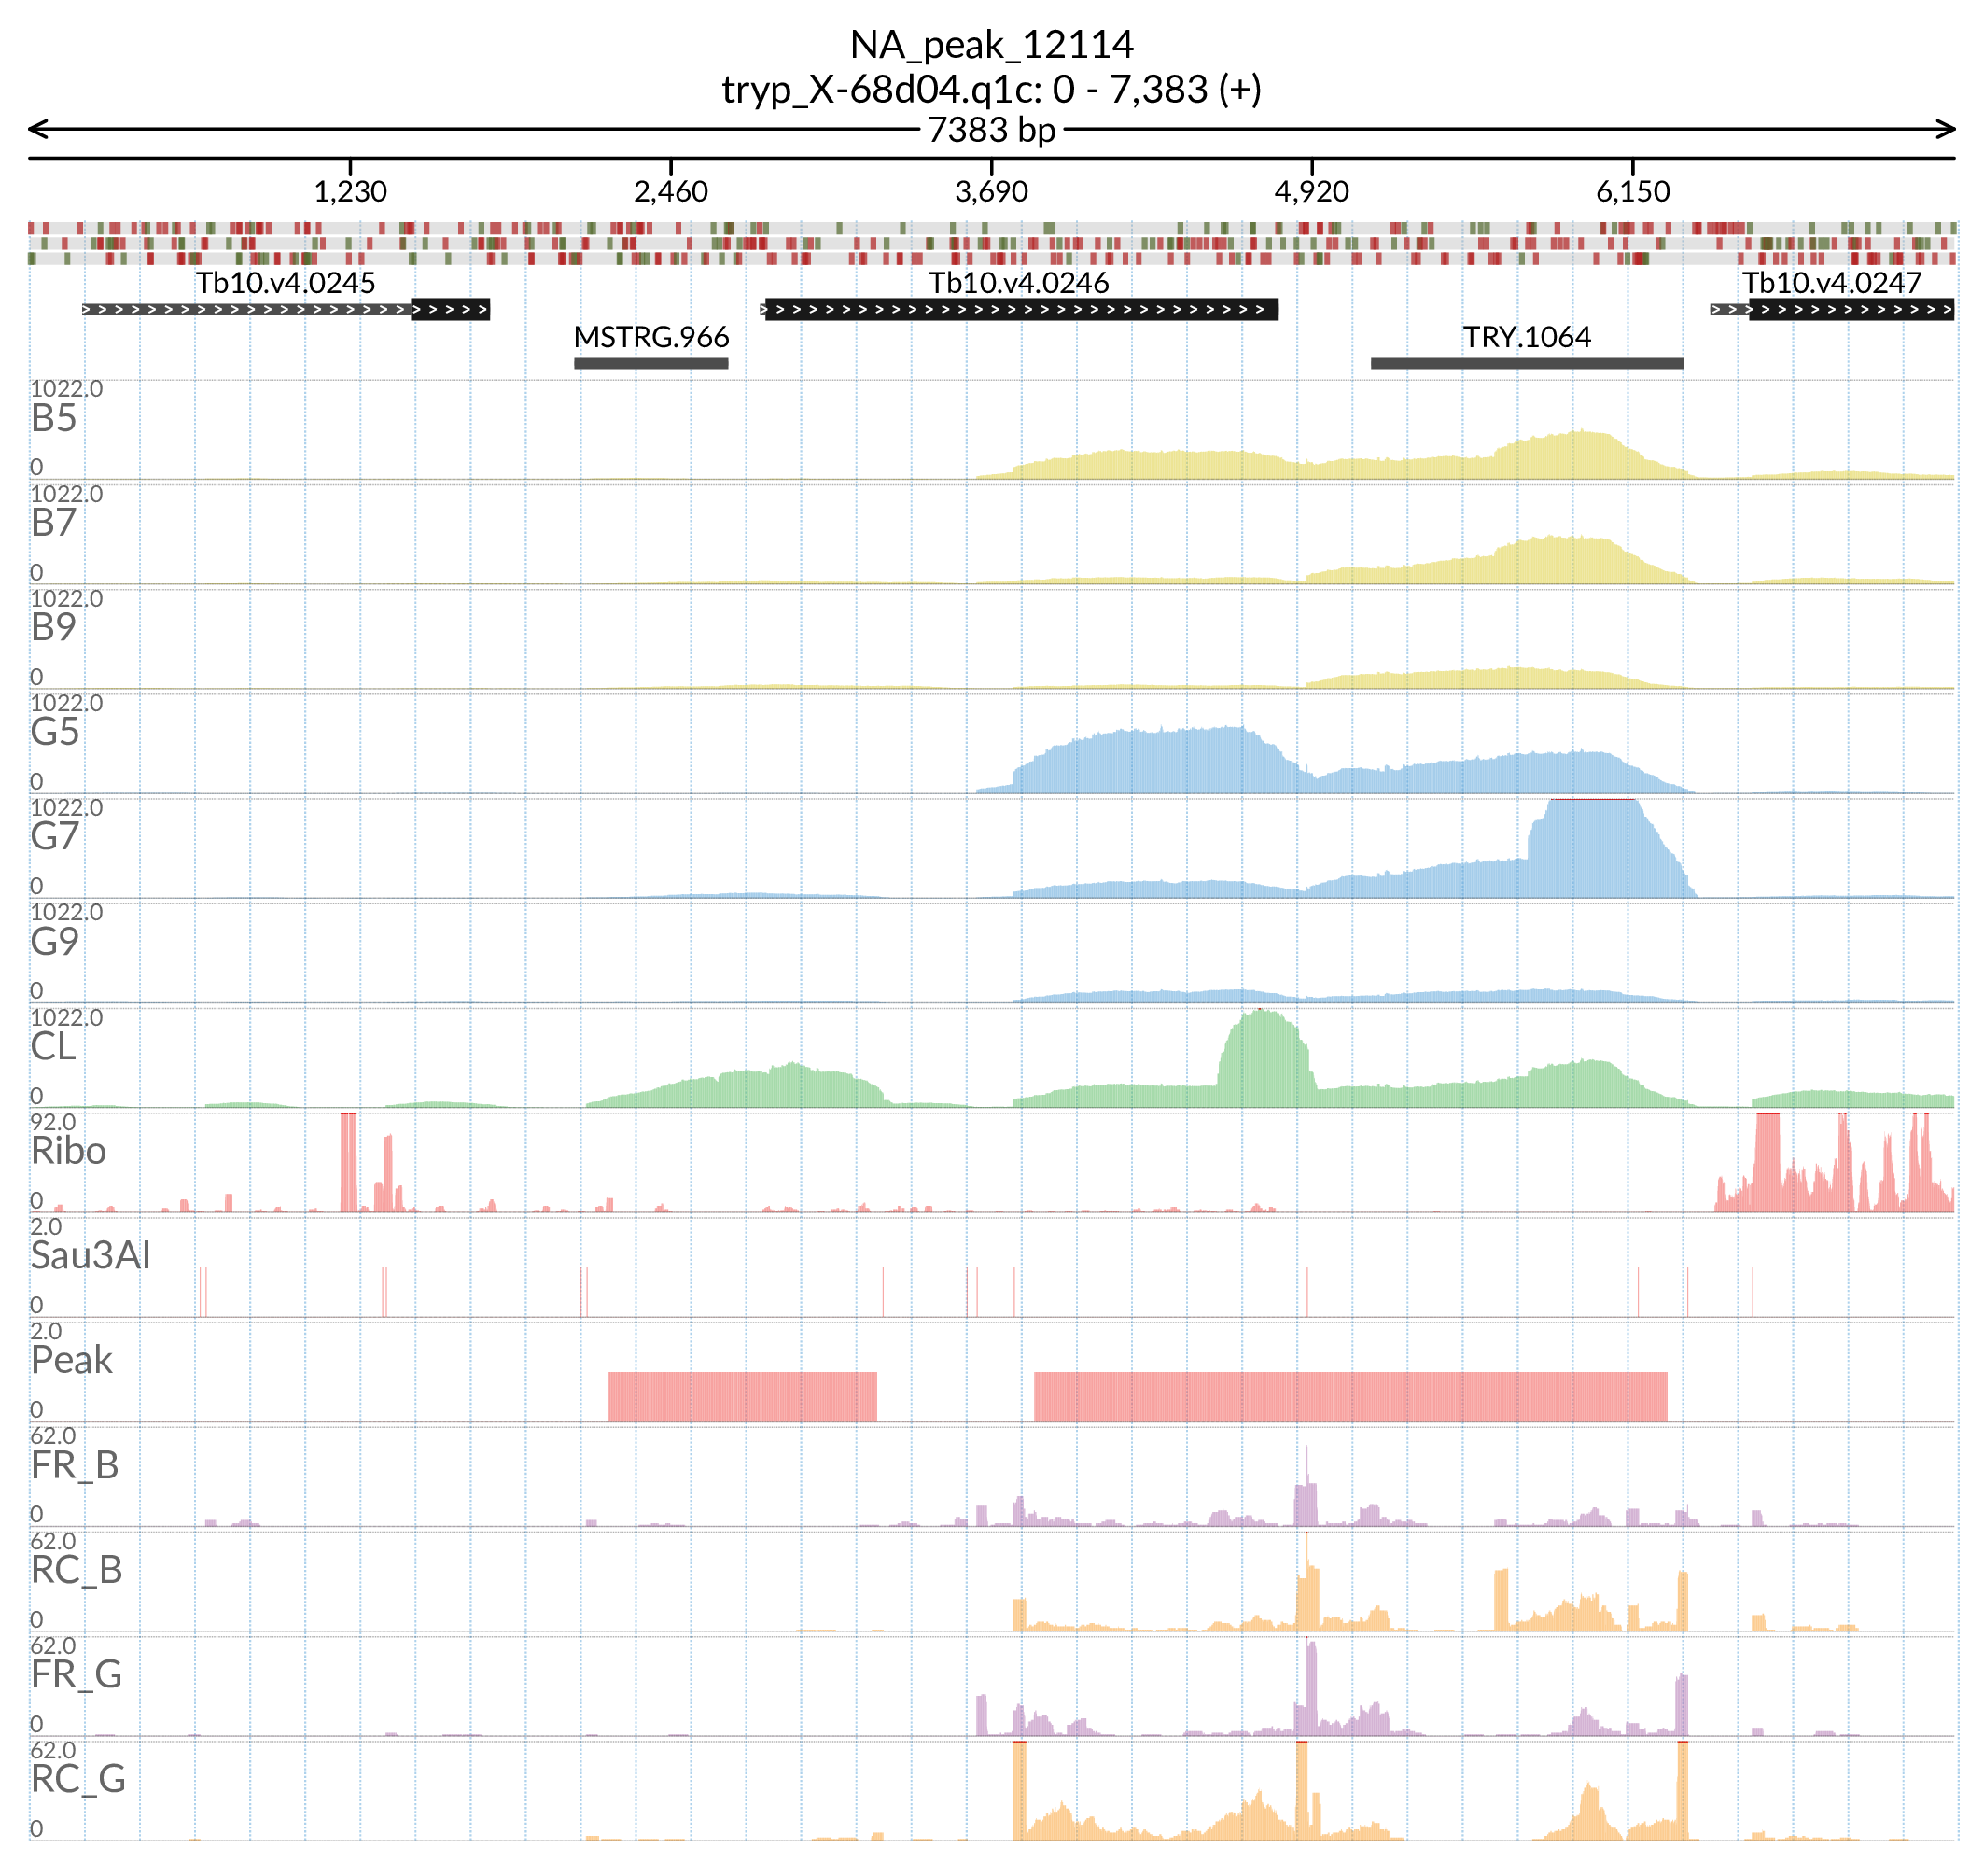 NA_peak_12114
tryp_X-68d04.q1c: 0 - 7,383 (+)
7383 bp
1,230 2,460 3,690 4,920 6,150
Tb10.v4.0245 Tb10.v4.0246 Tb10.v4.0247
MSTRG.966 TRY.1064
1022.0
B5
0
1022.0
B7
0
1022.0
B9
0
1022.0
G5
0
1022.0
G7
0
1022.0
G9
0
1022.0
CL
0
92.0
Ribo
0
2.0
Sau3AI
0
2.0
Peak
0
62.0
FR_B
0
62.0
RC_B
0
62.0
FR_G
0
62.0
RC_G
0